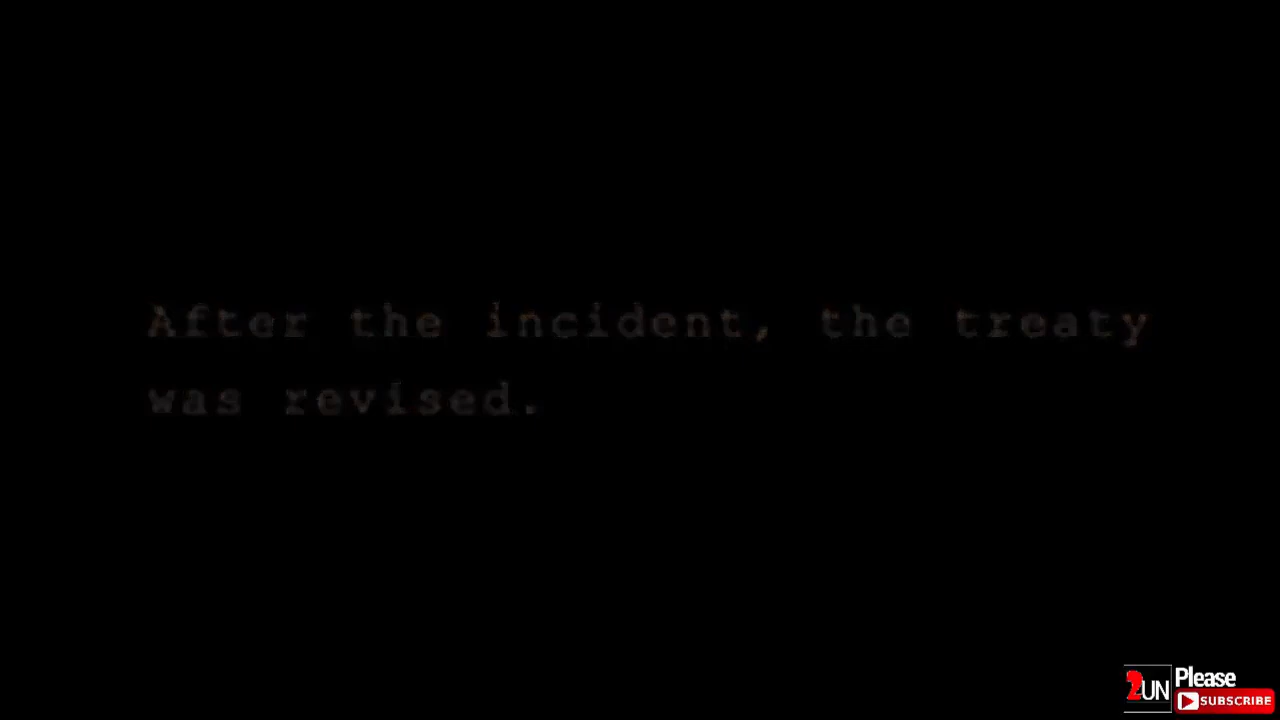 After the incident, the treaty
was revised.
2UN
Please
SUBSCRIBE